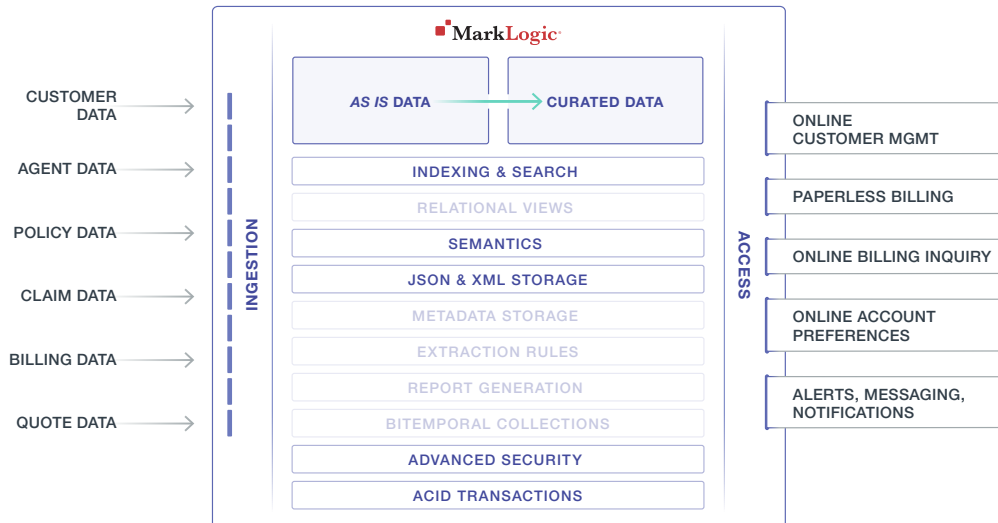 MarkLogic
CUSTOMER
DATA
AGENT DATA
POLICY DATA
CLAIM DATA
BILLING DATA
QUOTE DATA
INGESTION
AS IS DATA
CURATED DATA
INDEXING & SEARCH
RELATIONAL VIEWS
SEMANTICS
JSON & XML STORAGE
METADATA STORAGE
EXTRACTION RULES
REPORT GENERATION
BITEMPORAL COLLECTIONS
ADVANCED SECURITY
ACID TRANSACTIONS
ACCESS
ONLINE
CUSTOMER MGMT
PAPERLESS BILLING
ONLINE BILLING INQUIRY
ONLINE ACCOUNT
PREFERENCES
ALERTS, MESSAGING,
NOTIFICATIONS